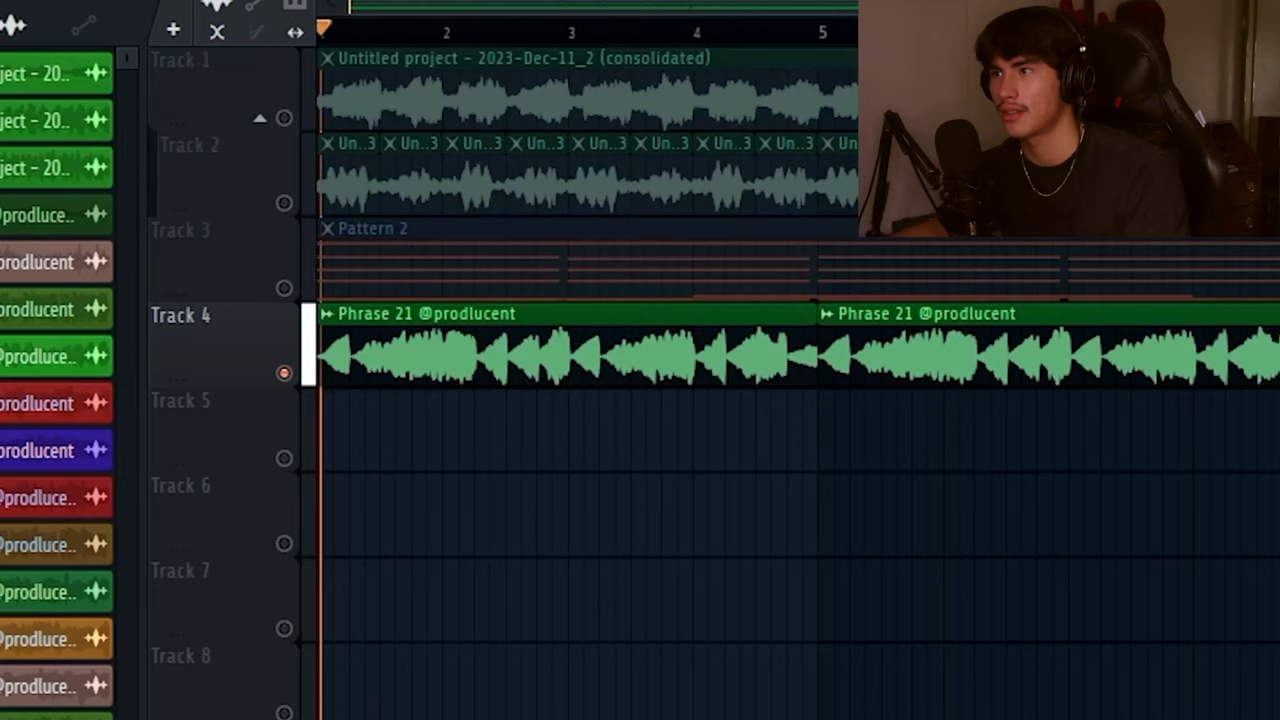 2
3
4
5
ject - 20..
ject - 20..
ject - 20..
produce..
prodlucent
prodlucent
@produce..
prodlucent
prodlucent
@produce..
@produce..
@produce..
@produce..
@produce..
Track 1
Untitled project - 2023-Dec-11_2 (consolidated)
Track 2
Un..3 Un..3 Un..3 Un..3 Un..3 Un..3 Un..3 Un..3 Un
Track 3
Pattern 2
Track 4
Phrase 21 @prodlucent
Phrase 21 @prodlucent
Track 5
Track 6
Track 7
Track 8